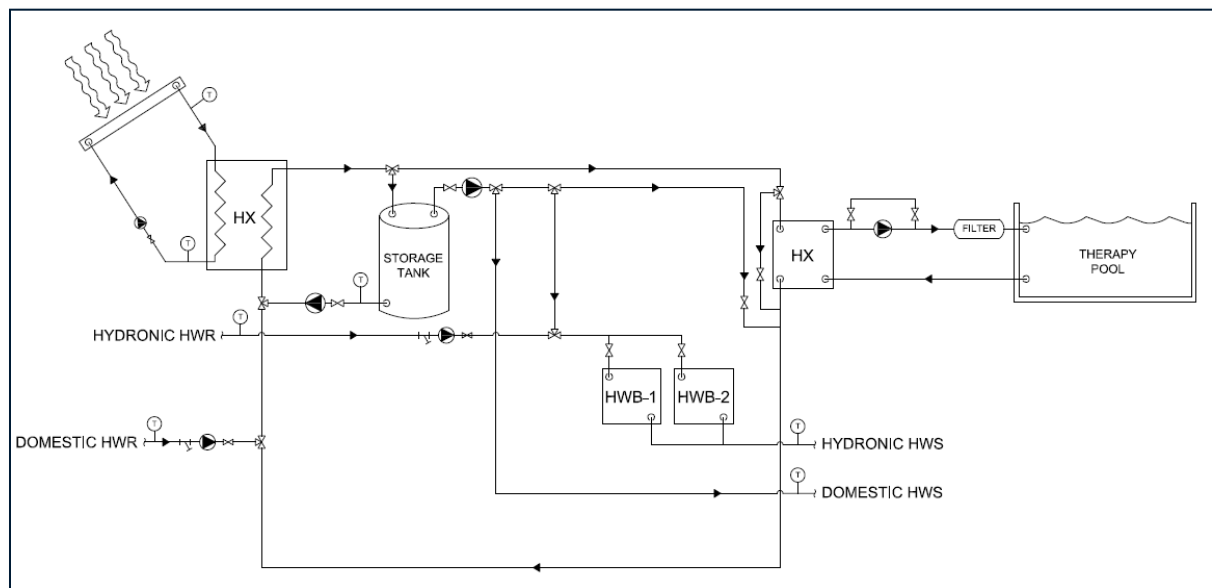 T
HX
T
STORAGE
TANK
T
HX
FILTER
THERAPY
POOL
T
HYDRONIC HWR
HWB-1
HWB-2
T
DOMESTIC HWR
T
HYDRONIC HWS
T
DOMESTIC HWS